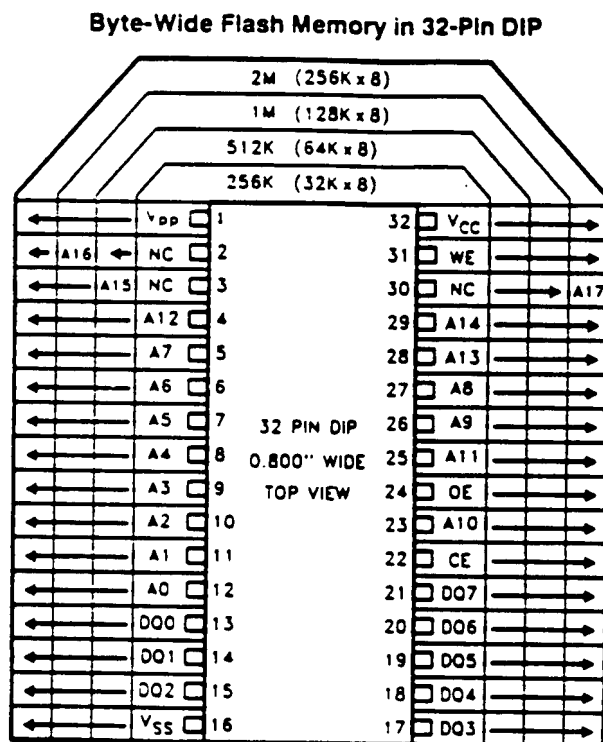 Byte-Wide Flash Memory in 32-Pin DIP
2M (256K x 8)
1M (128K x 8)
512K (64K x 8)
256K (32K x 8)
VPP 1 32 VCC
A16 NC 2 31 WE
A15 NC 3 30 NC A17
A12 4 29 A14
A7 5 28 A13
A6 6 27 A8
A5 7 26 A9
A4 8 25 A11
A3 9 24 OE
A2 10 23 A10
A1 11 22 CE
A0 12 21 DQ7
DQ0 13 20 DQ6
DQ1 14 19 DQ5
DQ2 15 18 DQ4
VSS 16 17 DQ3
32 PIN DIP
0.800" WIDE
TOP VIEW